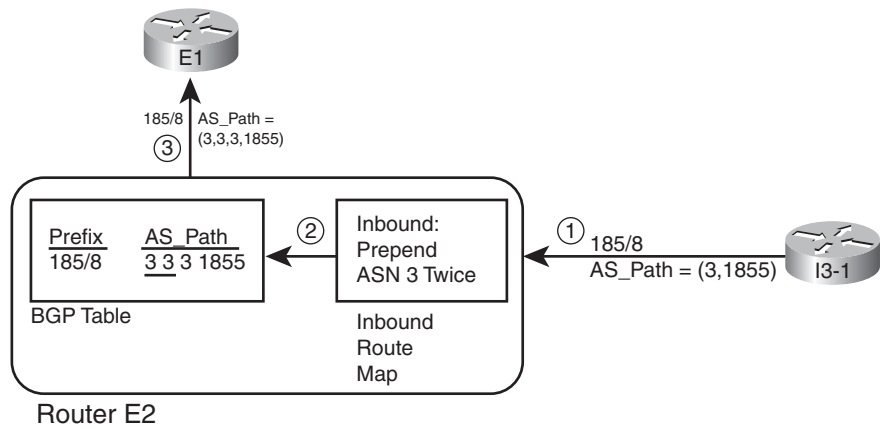 E1
185/8 AS_Path =
(3,3,3,1855)
3
Prefix AS_Path
185/8 3 3 3 1855
BGP Table
2
Inbound:
Prepend
ASN 3 Twice
Inbound
Route
Map
1
185/8
AS_Path = (3,1855)
I3-1
Router E2